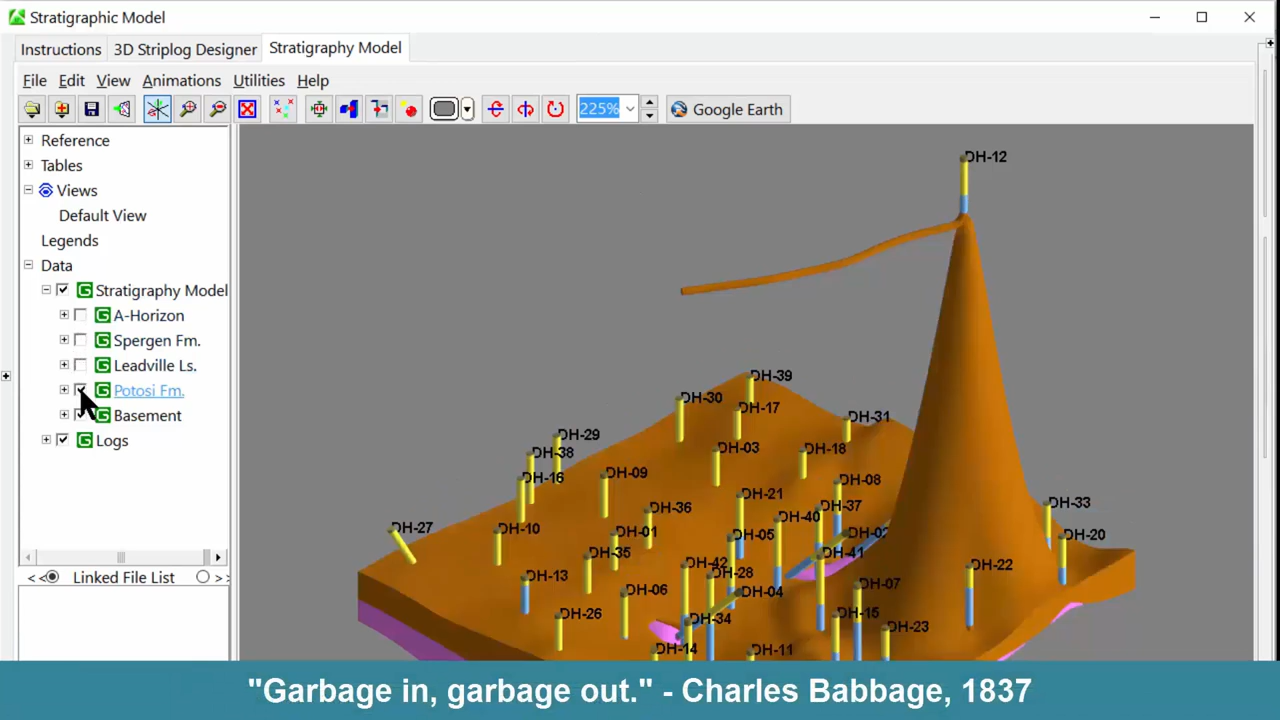 Stratigraphic Model
Instructions
3D Striplog Designer
Stratigraphy Model
File Edit View Animations Utilities Help
225%
Google Earth
Reference
Tables
Views
Default View
Legends
Data
Stratigraphy Model
A-Horizon
Spergen Fm.
Leadville Ls.
Potosi Fm.
Basement
Logs
<< Linked File List >>
DH-12
DH-39
DH-30
DH-17
DH-31
DH-29
DH-38
DH-03
DH-18
DH-16
DH-09
DH-08
DH-21
DH-33
DH-36
DH-37
DH-40
DH-27
DH-10
DH-01
DH-05
DH-02
DH-20
DH-35
DH-41
DH-42
DH-28
DH-22
DH-13
DH-06
DH-04
DH-07
DH-26
DH-34
DH-15
DH-23
DH-14
DH-11
"Garbage in, garbage out." - Charles Babbage, 1837